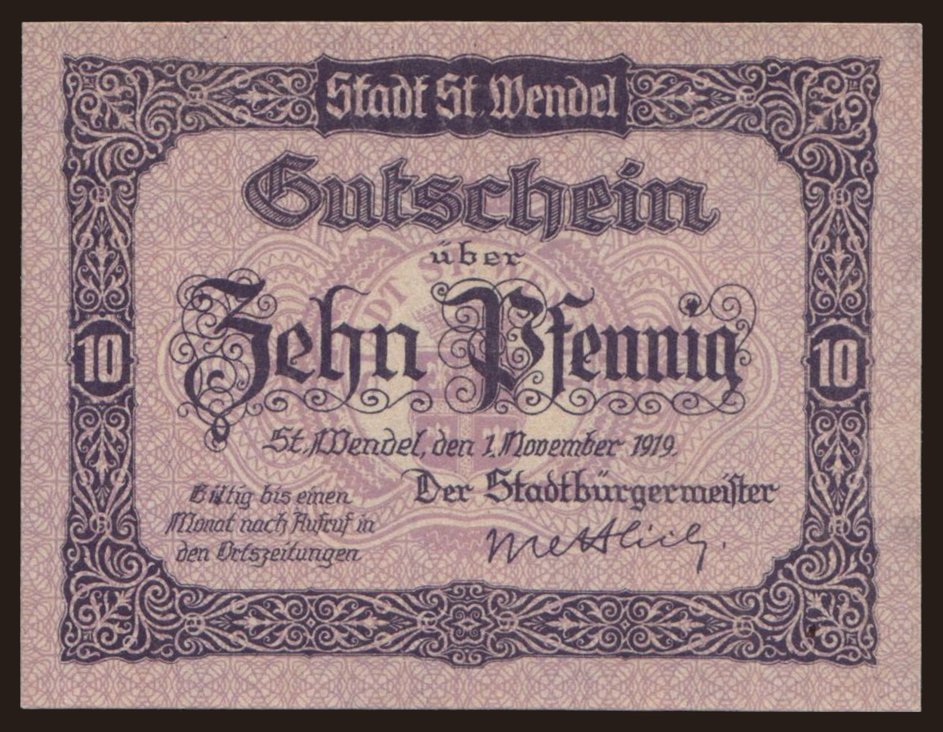 Stadt St. Wendel
Gutschein
über
Zehn Pfennig
10
10
St. Wendel, den 1. November 1919.
Der Stadtbürgermeister
Gültig bis einen
Monat nach Aufruf in
den Ortszeitungen